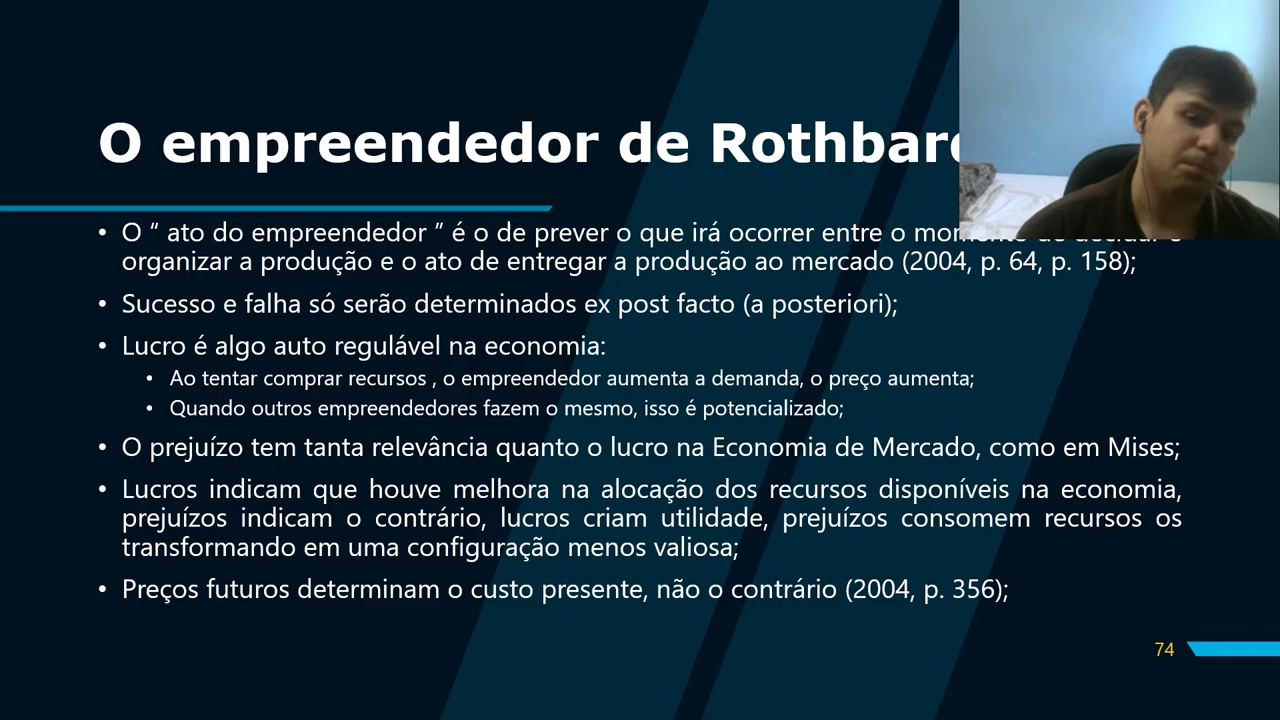 O empreendedor de Rothbard
• O “ ato do empreendedor ” é o de prever o que irá ocorrer entre o momento de decidir e
organizar a produção e o ato de entregar a produção ao mercado (2004, p. 64, p. 158);
• Sucesso e falha só serão determinados ex post facto (a posteriori);
• Lucro é algo auto regulável na economia:
• Ao tentar comprar recursos , o empreendedor aumenta a demanda, o preço aumenta;
• Quando outros empreendedores fazem o mesmo, isso é potencializado;
• O prejuízo tem tanta relevância quanto o lucro na Economia de Mercado, como em Mises;
• Lucros indicam que houve melhora na alocação dos recursos disponíveis na economia,
prejuízos indicam o contrário, lucros criam utilidade, prejuízos consomem recursos os
transformando em uma configuração menos valiosa;
• Preços futuros determinam o custo presente, não o contrário (2004, p. 356);
74